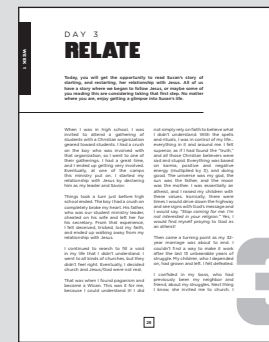 WEEK 1
DAY 3
RELATE
Today, you will get the opportunity to read Suzan's story of
starting, and restarting, her relationship with Jesus. All of us
have a story where we began to follow Jesus, or maybe some of
you reading this are considering taking that first step. No matter
where you are, enjoy getting a glimpse into Suzan's life.
When I was in high school, I was
invited to attend a gathering of
students with a Christian organization
geared toward students. I had a crush
on the boy who was involved with
that organization, so I went to one of
their gatherings. I had a great time,
and I ended up getting very involved.
Eventually, at one of the camps
this ministry put on, I started my
relationship with Jesus by declaring
him as my leader and Savior.
Things took a turn just before high
school ended. The boy I had a crush on
completely broke my heart. His father,
who was our student ministry leader,
cheated on his wife and left her for
his secretary. From that experience,
I felt deceived, tricked, lost my faith,
and ended up walking away from my
relationship with Jesus.
I continued to search to fill a void
in my life that I didn't understand. I
went to all kinds of churches, but they
didn't feel right. Eventually, I decided
church and Jesus/God were not real.
That was when I found paganism and
became a Wiccan. This was it for me,
because I could understand it! I did
not simply rely on faith to believe what
I didn't understand. With the spells
and rituals, I was in control of my life...
everything in it and around me. I felt
superior, as if I had found the "truth,"
and all those Christian believers were
sad and stupid. Everything was based
on karma, positives and negative
energy (multiplied by 3), and doing
good. The universe was my god, the
sun was the father, and the moon
was the mother. I was essentially an
atheist, and I raised my children with
these values. Ironically, there were
times I would drive down the highway
and see signs with God's message and
I would say, "Stop coming for me. I'm
not interested in your religion." Yes, I
would find myself praying to God as
an atheist!
Then came a turning point as my 32-
year marriage was about to end. I
couldn't find a way to make it work
after the last 15 unbearable years of
struggle. My children, who I depended
on, had grown and left. I felt defeated.
I confided in my boss, who had
previously been my neighbor and
friend, about my struggles. Next thing
I know, she invited me to church. I
3
29